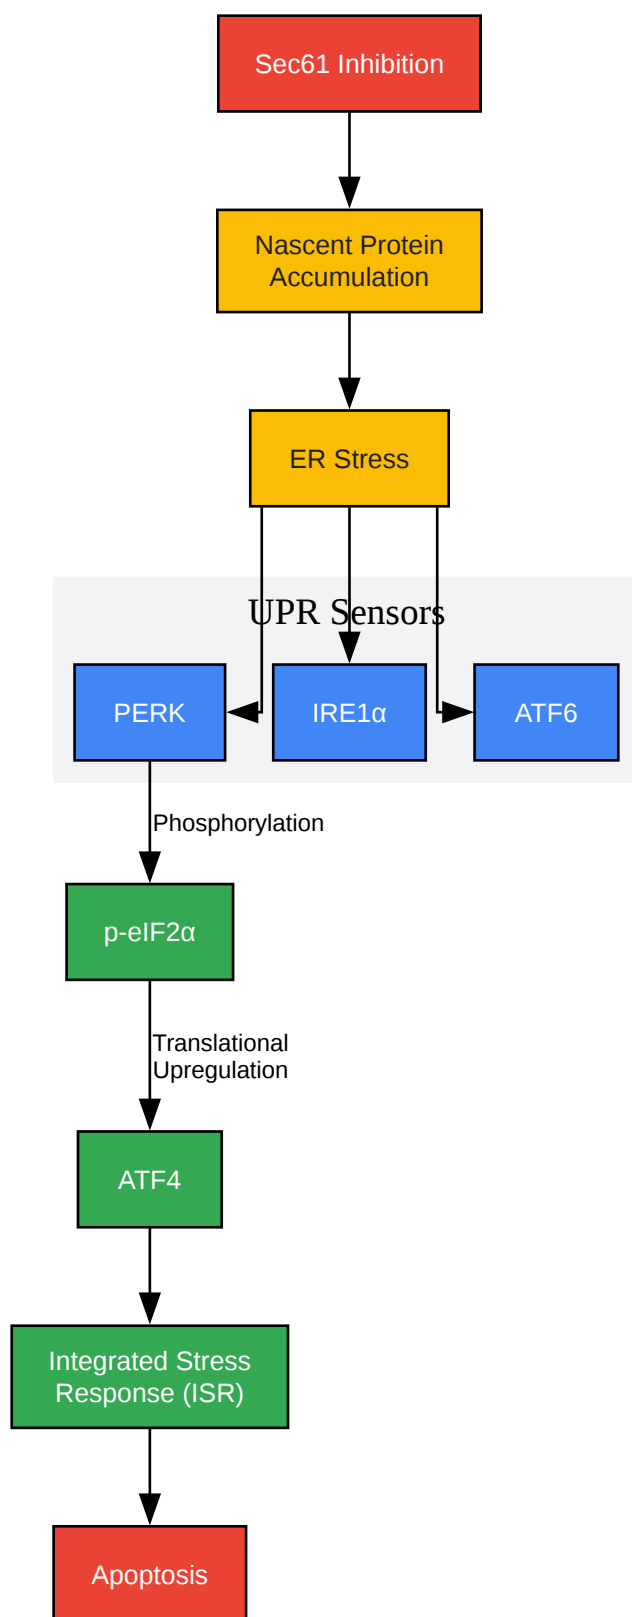 Sec61 Inhibition
Nascent Protein
Accumulation
ER Stress
UPR Sensors
PERK
IRE1α
ATF6
Phosphorylation
p-eIF2α
Translational
Upregulation
ATF4
Integrated Stress
Response (ISR)
Apoptosis